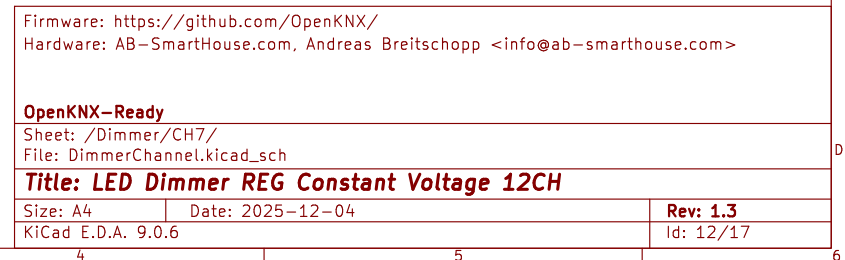 Firmware: https://github.com/OpenKNX/
Hardware: AB-SmartHouse.com, Andreas Breitschopp <info@ab-smarthouse.com>
OpenKNX-Ready
Sheet: /Dimmer/CH7/
File: DimmerChannel.kicad_sch
D
Title: LED Dimmer REG Constant Voltage 12CH
Size: A4 Date: 2025-12-04 Rev: 1.3
KiCad E.D.A. 9.0.6 Id: 12/17
4 5 6